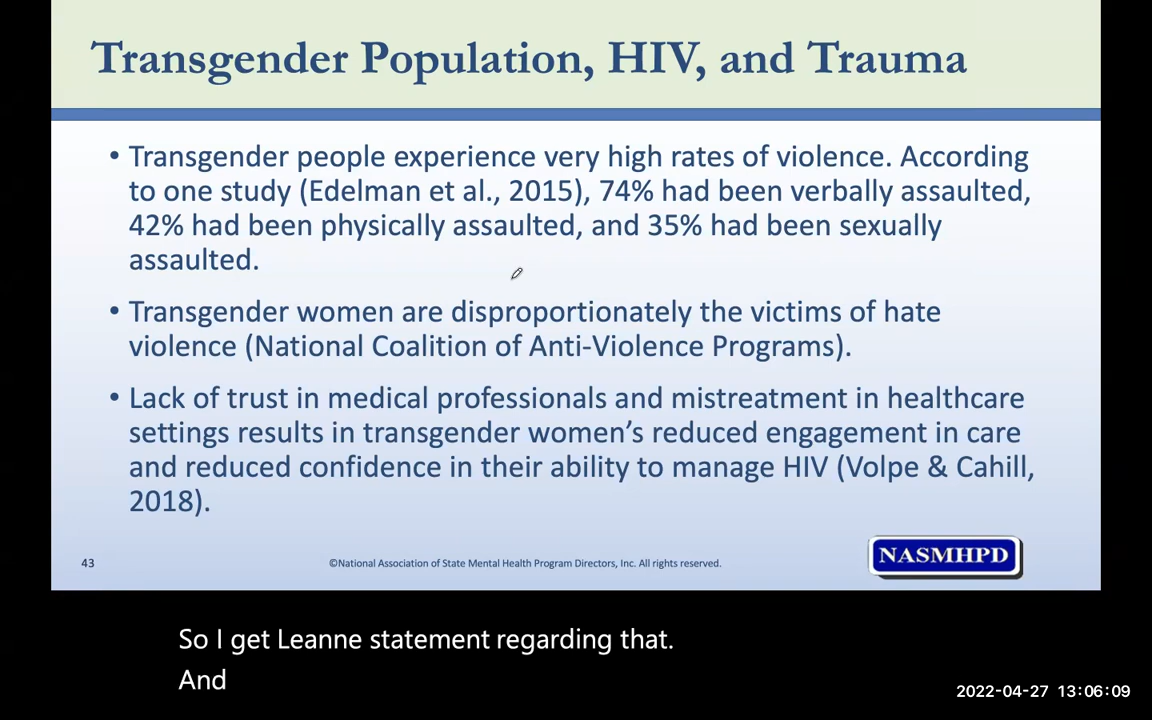 Transgender Population, HIV, and Trauma
• Transgender people experience very high rates of violence. According
to one study (Edelman et al., 2015), 74% had been verbally assaulted,
42% had been physically assaulted, and 35% had been sexually
assaulted.
• Transgender women are disproportionately the victims of hate
violence (National Coalition of Anti-Violence Programs).
• Lack of trust in medical professionals and mistreatment in healthcare
settings results in transgender women’s reduced engagement in care
and reduced confidence in their ability to manage HIV (Volpe & Cahill,
2018).
43
©National Association of State Mental Health Program Directors, Inc. All rights reserved.
NASMHPD
So I get Leanne statement regarding that.
And
2022-04-27 13:06:09